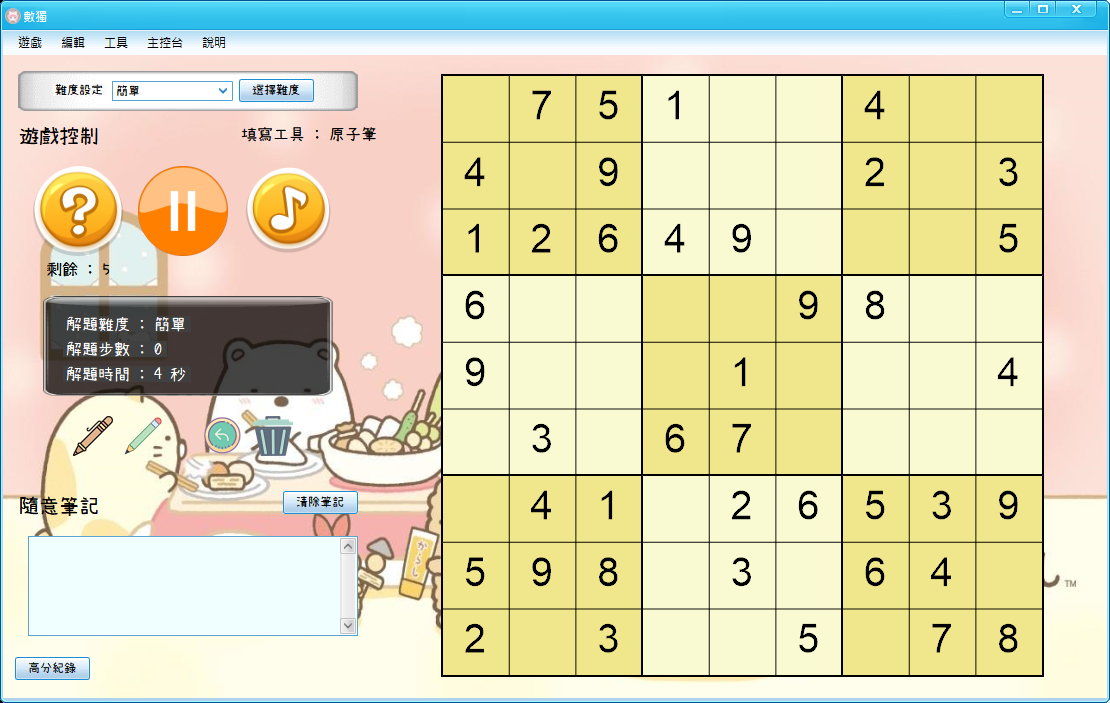 數獨
遊戲 編輯 工具 主控台 說明
難度設定 簡單 選擇難度
遊戲控制 填寫工具 : 原子筆
剩餘 : 5
解題難度 : 簡單
解題步數 : 0
解題時間 : 4 秒
隨意筆記 清除筆記
からし
高分紀錄
7 5 1 4
4 9 2 3
1 2 6 4 9 5
6 9 8
9 1 4
3 6 7
4 1 2 6 5 3 9
5 9 8 3 6 4
2 3 5 7 8
TM